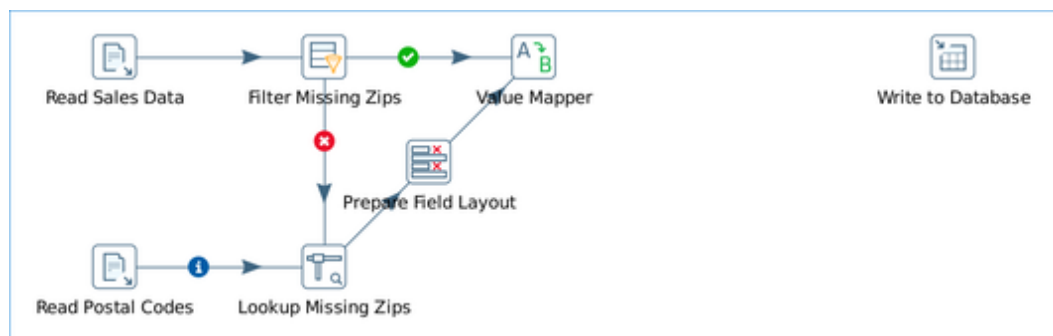 A
B
Read Sales Data
Filter Missing Zips
Value Mapper
Write to Database
Prepare Field Layout
i
Read Postal Codes
Lookup Missing Zips